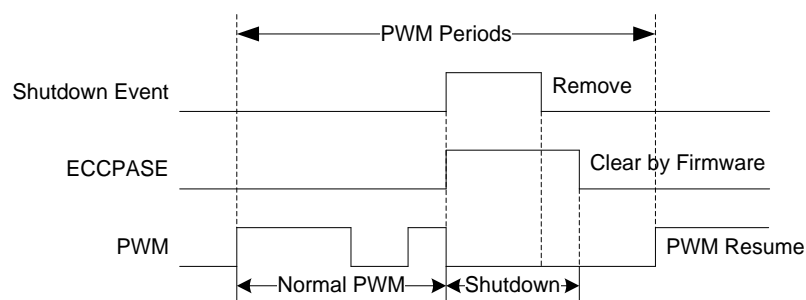 PWM Periods
Shutdown Event
Remove
ECCPASE
Clear by Firmware
PWM
PWM Resume
Normal PWM
Shutdown